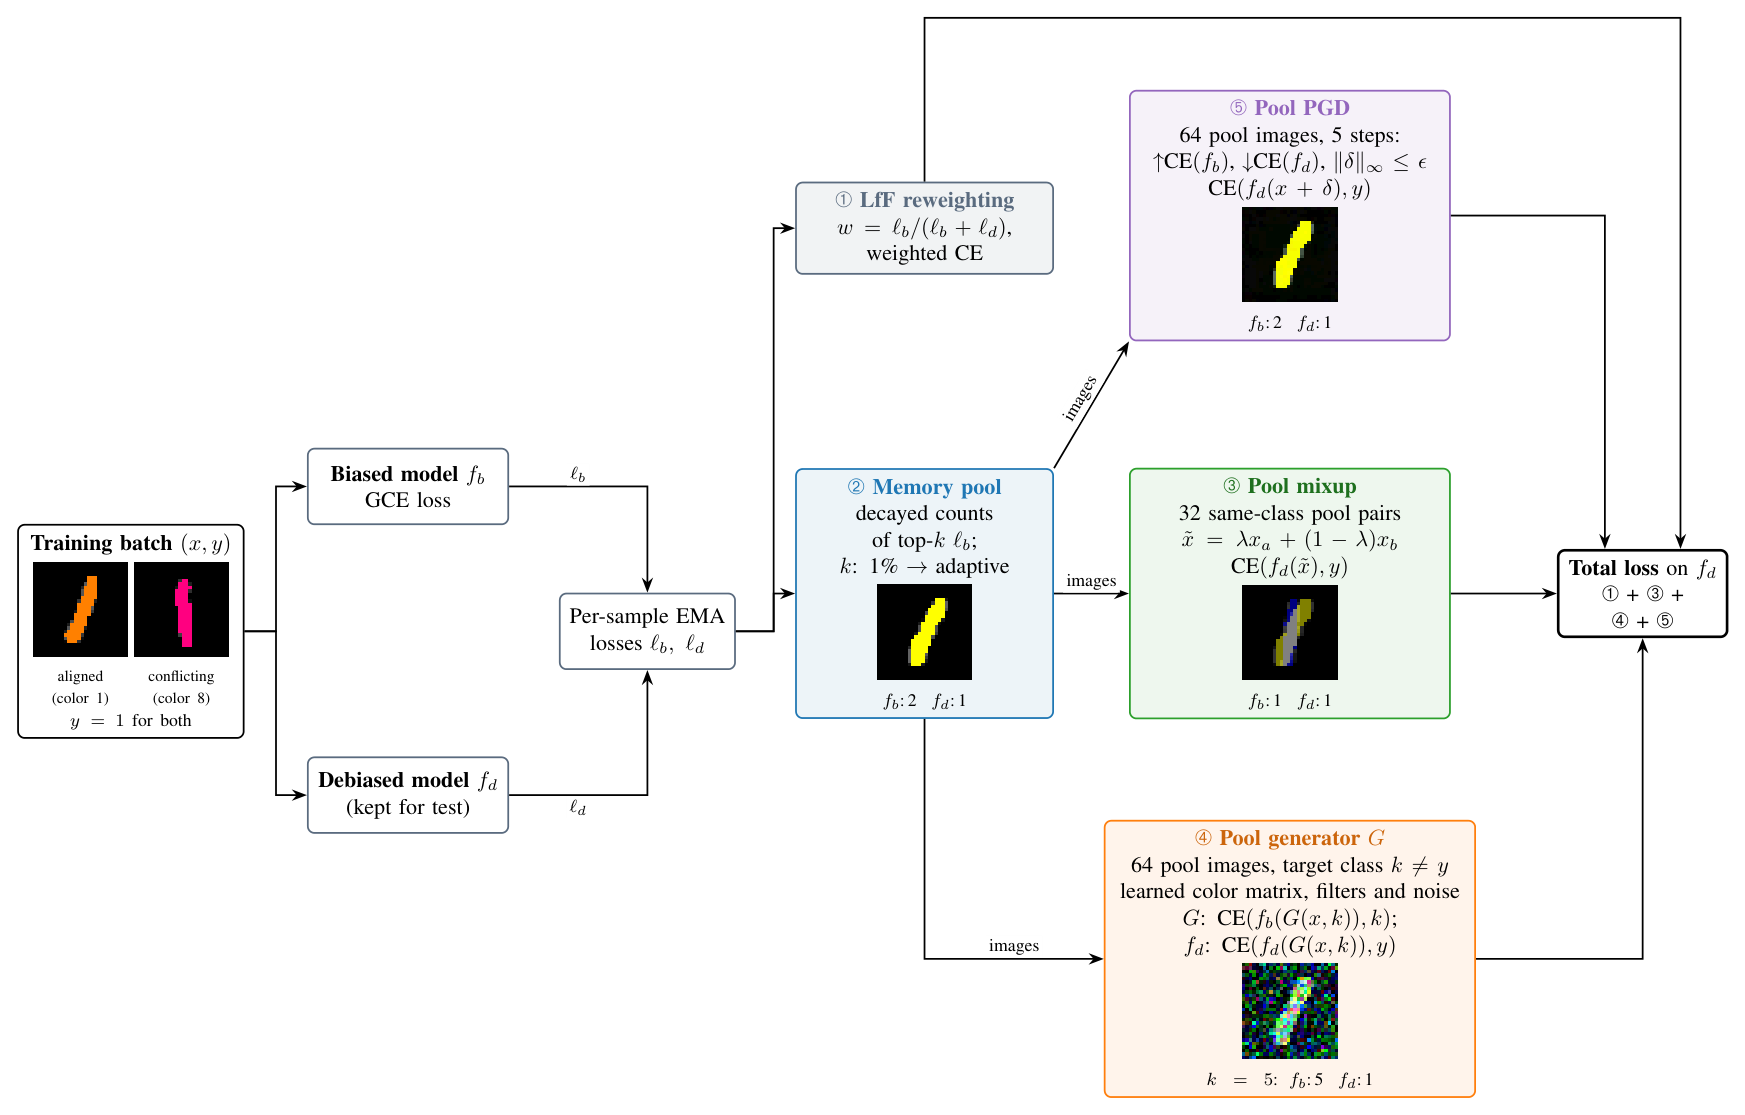 Training batch (x, y)
aligned
(color 1)
conflicting
(color 8)
y = 1 for both
Biased model f_b
GCE loss
ℓ_b
Debiased model f_d
(kept for test)
ℓ_d
Per-sample EMA
losses ℓ_b, ℓ_d
① LfF reweighting
w = ℓ_b/(ℓ_b + ℓ_d),
weighted CE
② Memory pool
decayed counts
of top-k ℓ_b;
k: 1% → adaptive
f_b: 2 f_d: 1
images
images
images
⑤ Pool PGD
64 pool images, 5 steps:
↑CE(f_b), ↓CE(f_d), ‖δ‖_∞ ≤ ϵ
CE(f_d(x + δ), y)
f_b: 2 f_d: 1
③ Pool mixup
32 same-class pool pairs
x̃ = λx_a + (1 − λ)x_b
CE(f_d(x̃), y)
f_b: 1 f_d: 1
④ Pool generator G
64 pool images, target class k ≠ y
learned color matrix, filters and noise
G: CE(f_b(G(x, k)), k);
f_d: CE(f_d(G(x, k)), y)
k = 5: f_b: 5 f_d: 1
Total loss on f_d
① + ③ +
④ + ⑤